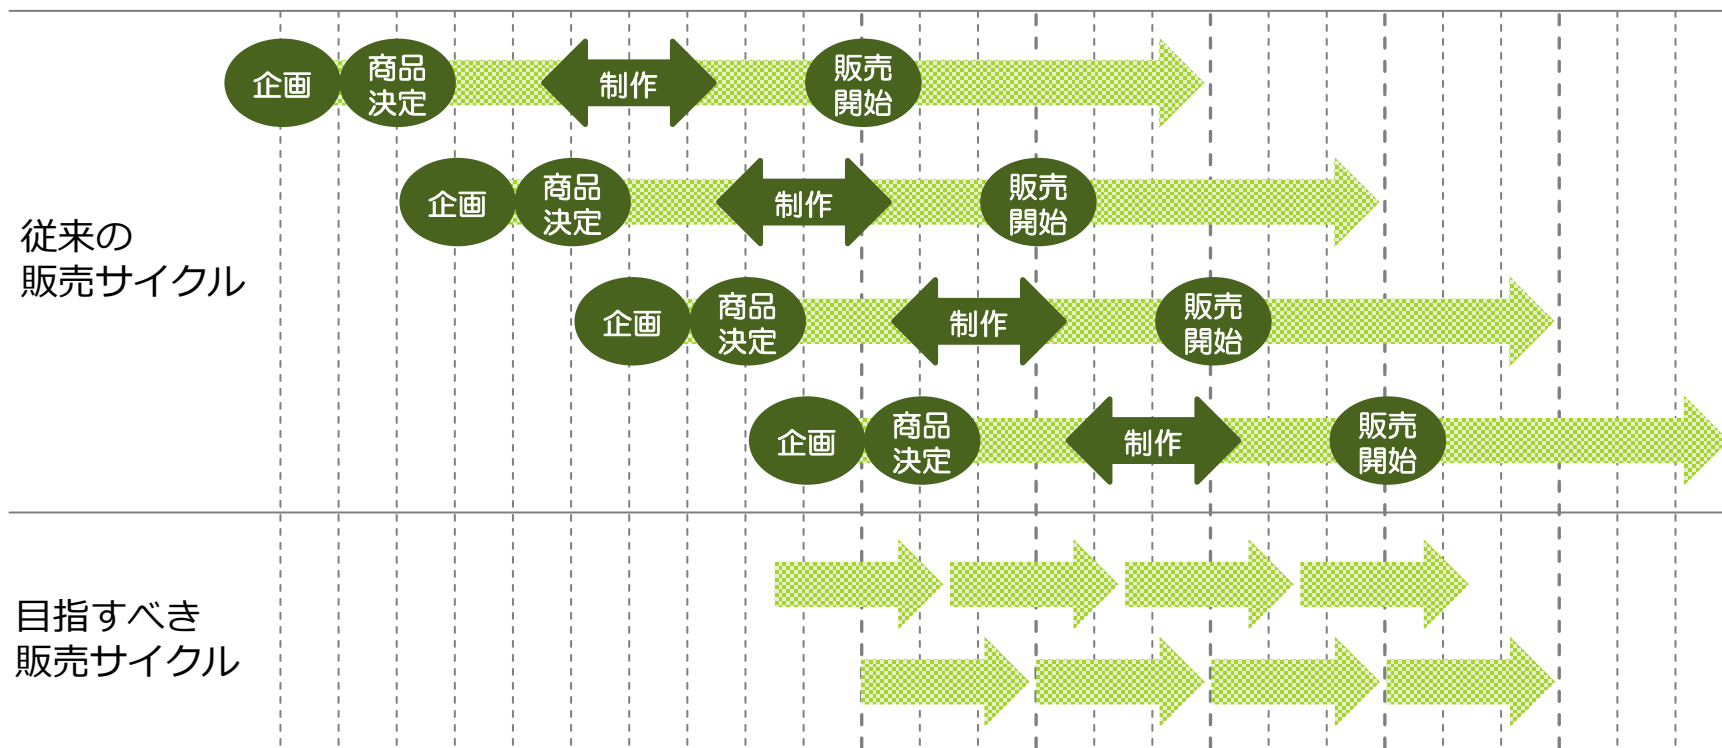 企画
商品
決定
制作
販売
開始
企画
商品
決定
制作
販売
開始
従来の
販売サイクル
企画
商品
決定
制作
販売
開始
企画
商品
決定
制作
販売
開始
目指すべき
販売サイクル